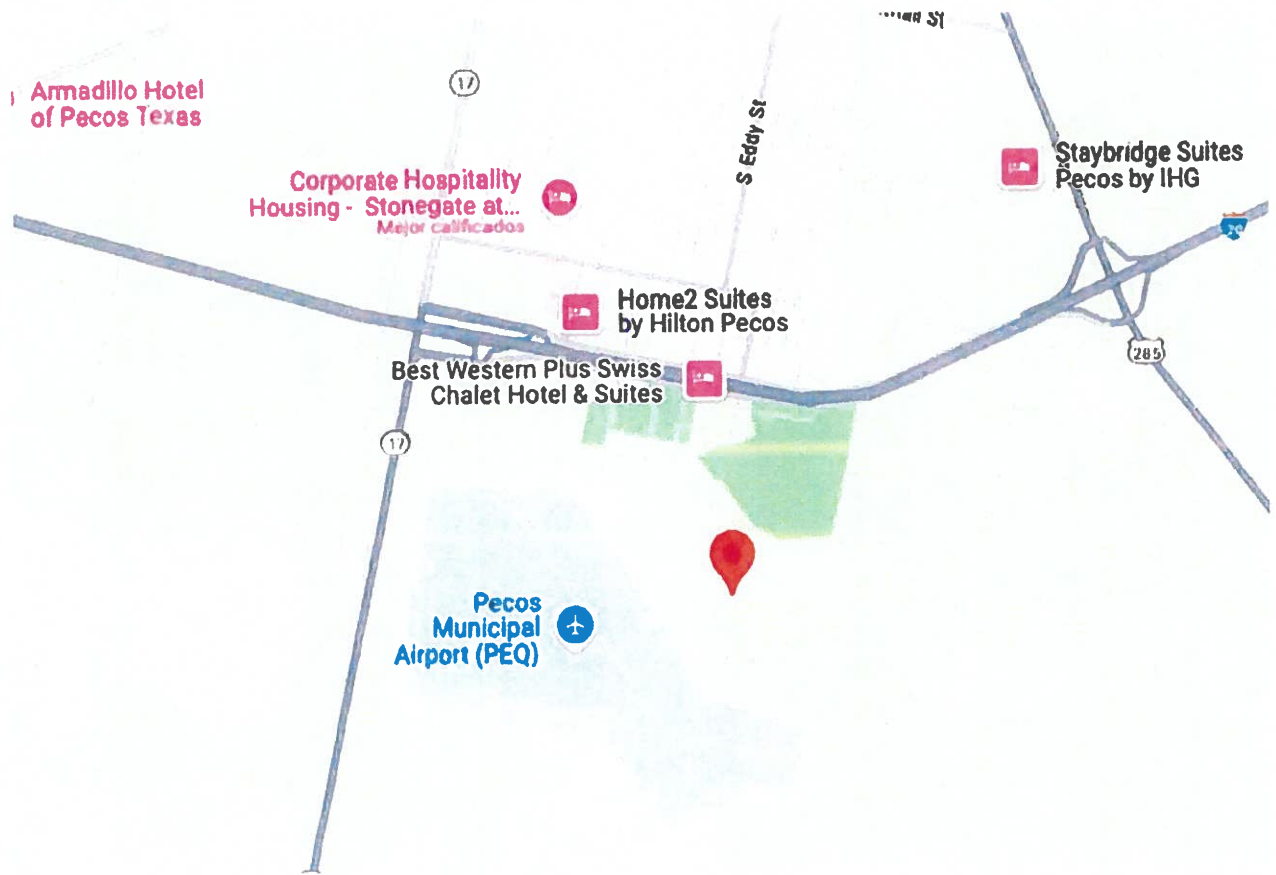 St
17
Armadillo Hotel
of Pecos Texas
S Eddy St
Staybridge Suites
Pecos by IHG
Corporate Hospitality
Housing - Stonegate at...
Mejor calificados
Home2 Suites
by Hilton Pecos
285
Best Western Plus Swiss
Chalet Hotel & Suites
17
Pecos
Municipal
Airport (PEQ)